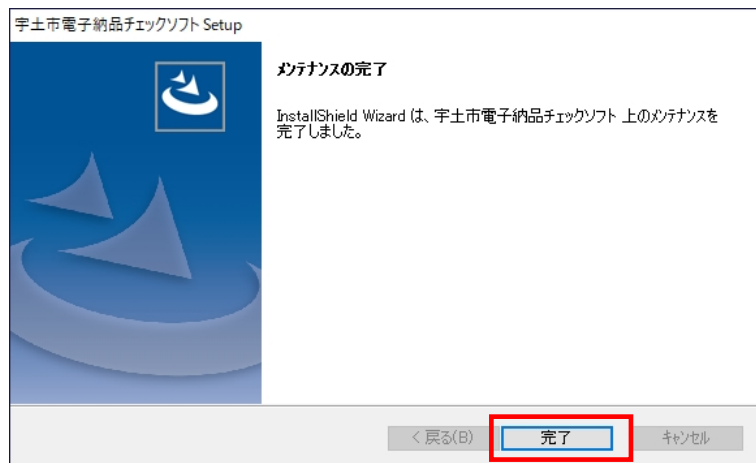 宇土市電子納品チェックソフト Setup
メンテナンスの完了
InstallShield Wizard は、宇土市電子納品チェックソフト 上のメンテナンスを
完了しました。
< 戻る(B)
完了
キャンセル